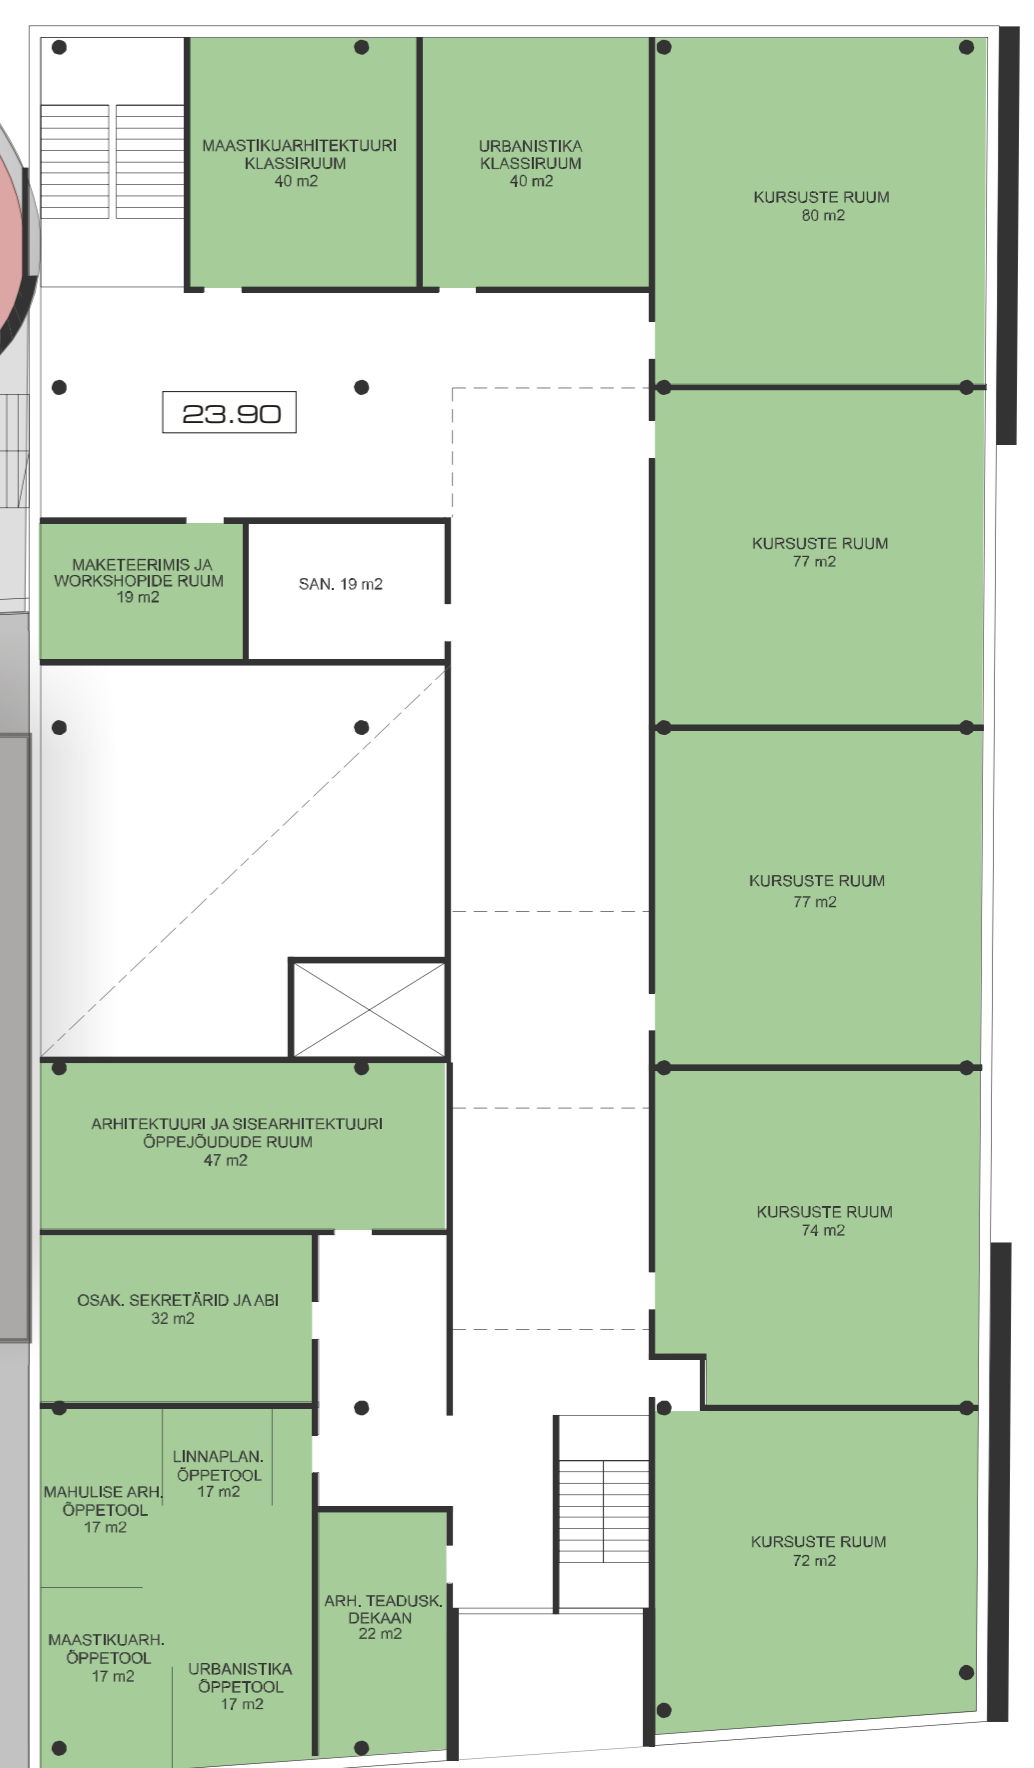 MAASTIKUARHITEKTUURI
KLASSIRUUM
40 m2
URBANISTIKA
KLASSIRUUM
40 m2
KURSUSTE RUUM
80 m2
23.90
KURSUSTE RUUM
77 m2
MAKETEERIMIS JA
WORKSHOPIDE RUUM
19 m2
SAN. 19 m2
KURSUSTE RUUM
77 m2
ARHITEKTUURI JA SISEARHITEKTUURI
ÕPPEJÕUDUDE RUUM
47 m2
KURSUSTE RUUM
74 m2
OSAK. SEKRETÄRID JA ABI
32 m2
LINNAPLAN.
ÕPPETOOL
17 m2
MAHULISE ARH.
ÕPPETOOL
17 m2
KURSUSTE RUUM
72 m2
ARH. TEADUSK.
DEKAAN
22 m2
MAASTIKUARH.
ÕPPETOOL
17 m2
URBANISTIKA
ÕPPETOOL
17 m2